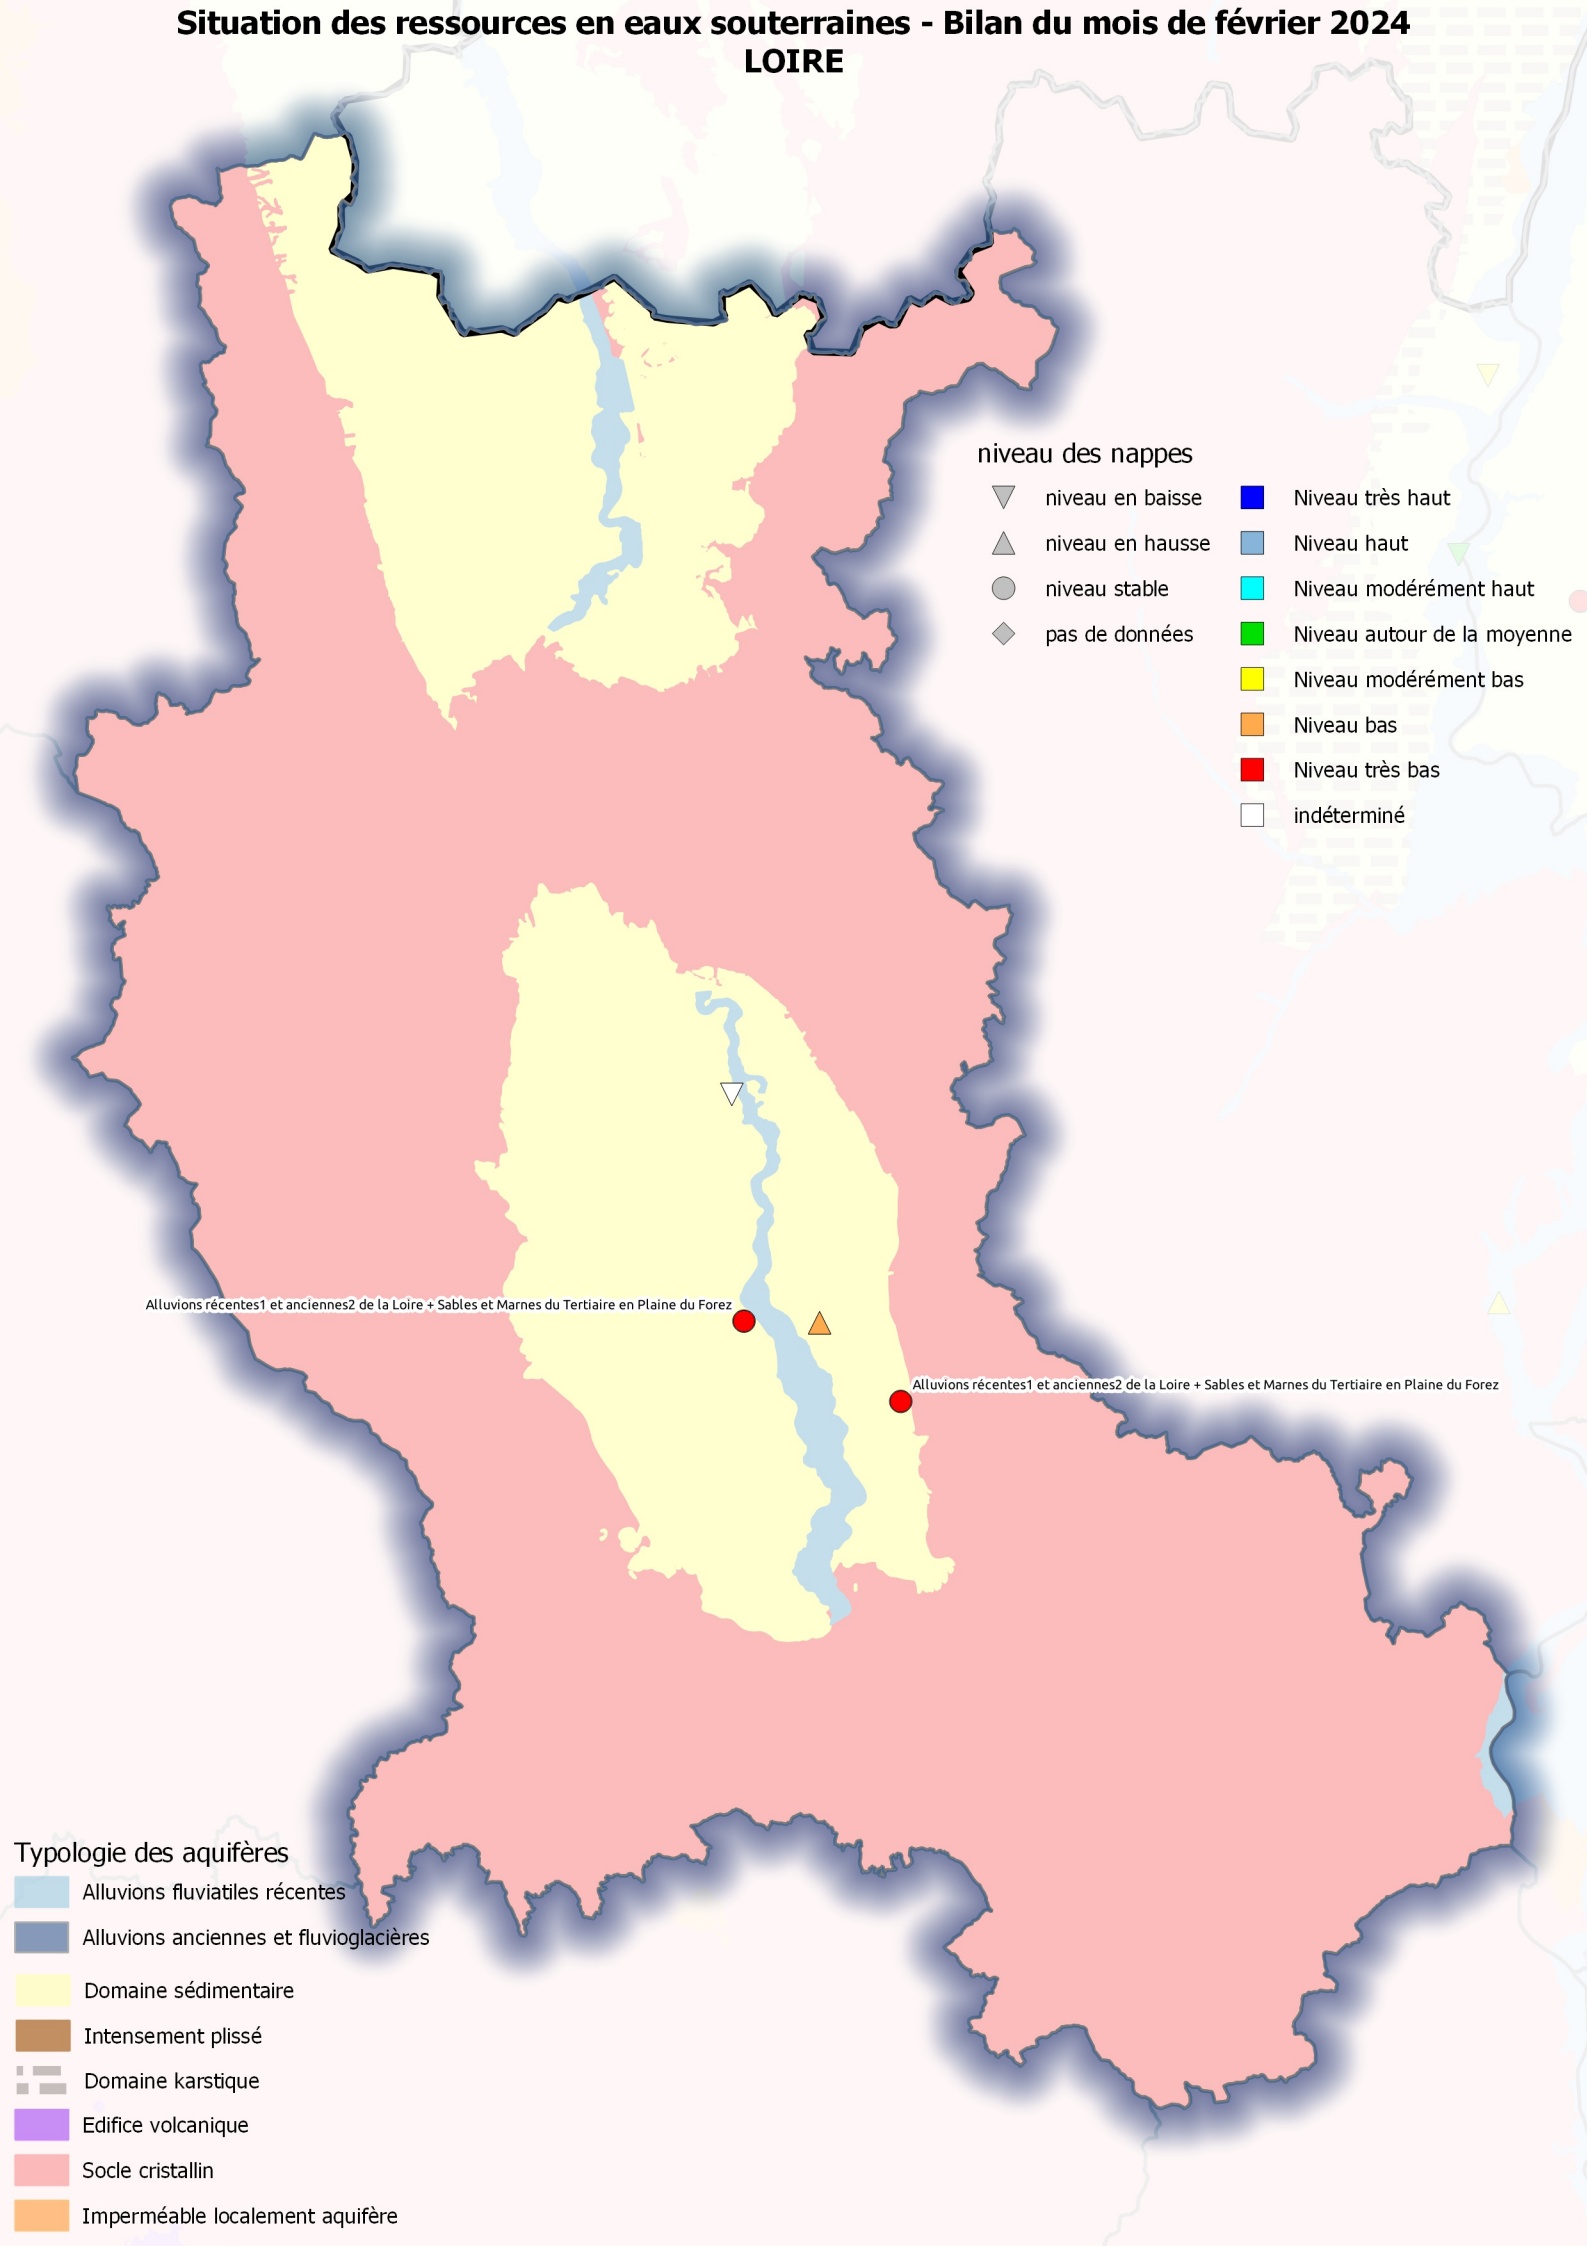 Situation des ressources en eaux souterraines - Bilan du mois de février 2024
LOIRE
niveau des nappes
niveau en baisse
niveau en hausse
niveau stable
pas de données
Niveau très haut
Niveau haut
Niveau modérément haut
Niveau autour de la moyenne
Niveau modérément bas
Niveau bas
Niveau très bas
indéterminé
Alluvions récentes1 et anciennes2 de la Loire + Sables et Marnes du Tertiaire en Plaine du Forez
Alluvions récentes1 et anciennes2 de la Loire + Sables et Marnes du Tertiaire en Plaine du Forez
Typologie des aquifères
Alluvions fluviatiles récentes
Alluvions anciennes et fluvioglacières
Domaine sédimentaire
Intensement plissé
Domaine karstique
Edifice volcanique
Socle cristallin
Imperméable localement aquifère